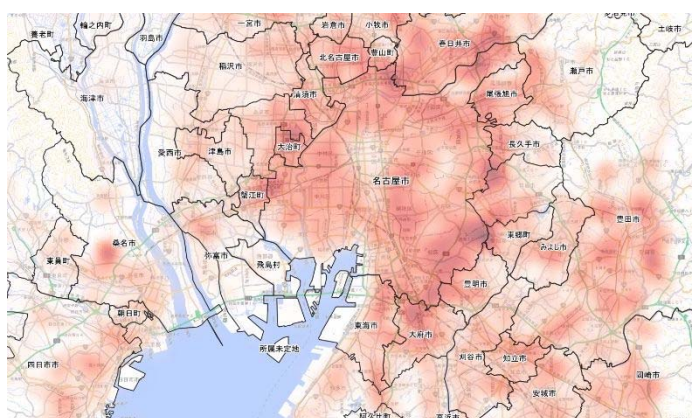 輪之内町
養老町
羽島市
一宮市
岩倉市
小牧市
春日井市
土岐市
北名古屋市
豊山町
稲沢市
瀬戸市
海津市
清須市
尾張旭市
愛西市
津島市
大治町
長久手市
名古屋市
蟹江町
豊田市
桑名市
東郷町
みよし市
東員町
弥富市
飛島村
豊明市
朝日町
東海市
大府市
所属未定地
刈谷市
知立市
四日市市
岡崎市
安城市